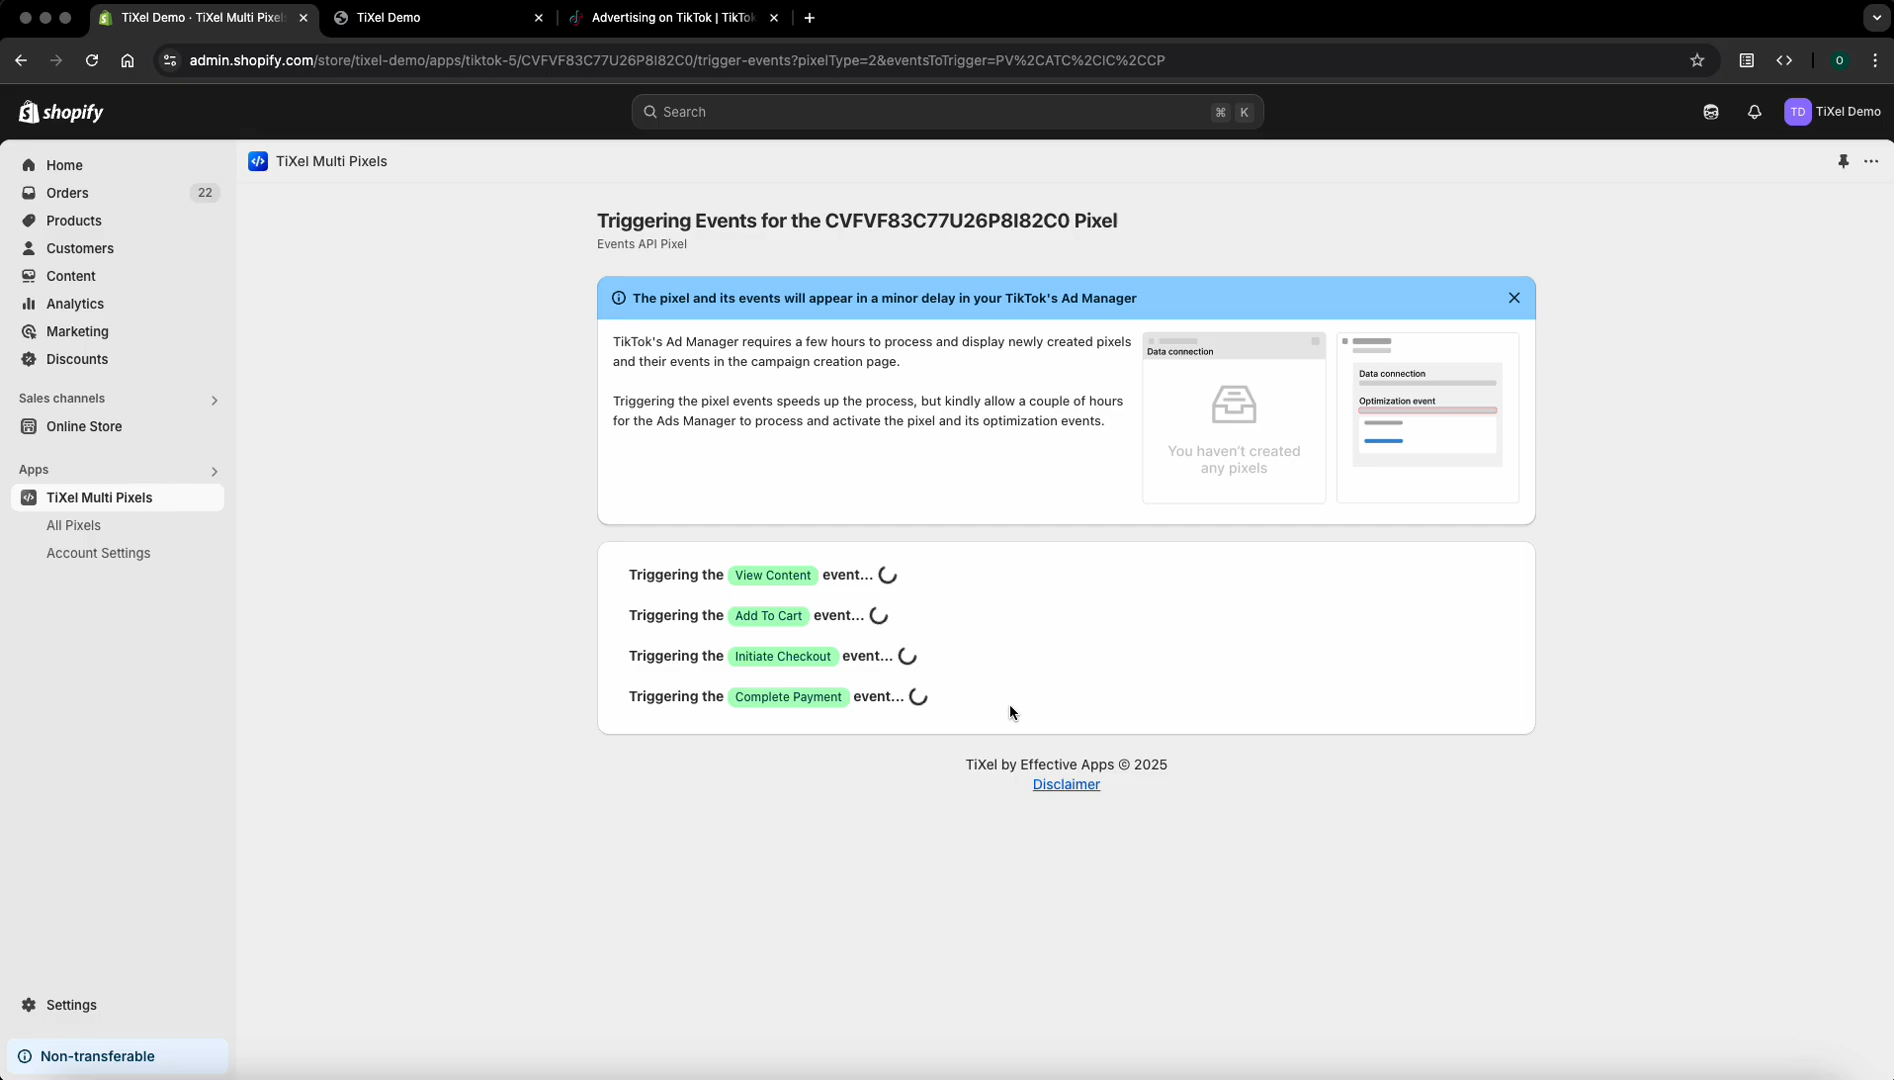 TiXel Demo · TiXel Multi Pixels
TiXel Demo
Advertising on TikTok | TikTok
admin.shopify.com/store/tixel-demo/apps/tiktok-5/CVFVF83C77U26P8I82C0/trigger-events?pixelType=2&eventsToTrigger=PV%2CATC%2CIC%2CCP
O
shopify
Search
⌘ K
TD TiXel Demo
Home
Orders 22
Products
Customers
Content
Analytics
Marketing
Discounts
Sales channels
Online Store
Apps
TiXel Multi Pixels
All Pixels
Account Settings
Settings
Non-transferable
TiXel Multi Pixels
Triggering Events for the CVFVF83C77U26P8I82C0 Pixel
Events API Pixel
The pixel and its events will appear in a minor delay in your TikTok's Ad Manager
TikTok's Ad Manager requires a few hours to process and display newly created pixels
and their events in the campaign creation page.
Triggering the pixel events speeds up the process, but kindly allow a couple of hours
for the Ads Manager to process and activate the pixel and its optimization events.
Data connection
You haven't created
any pixels
Data connection
Optimization event
Triggering the View Content event...
Triggering the Add To Cart event...
Triggering the Initiate Checkout event...
Triggering the Complete Payment event...
TiXel by Effective Apps © 2025
Disclaimer